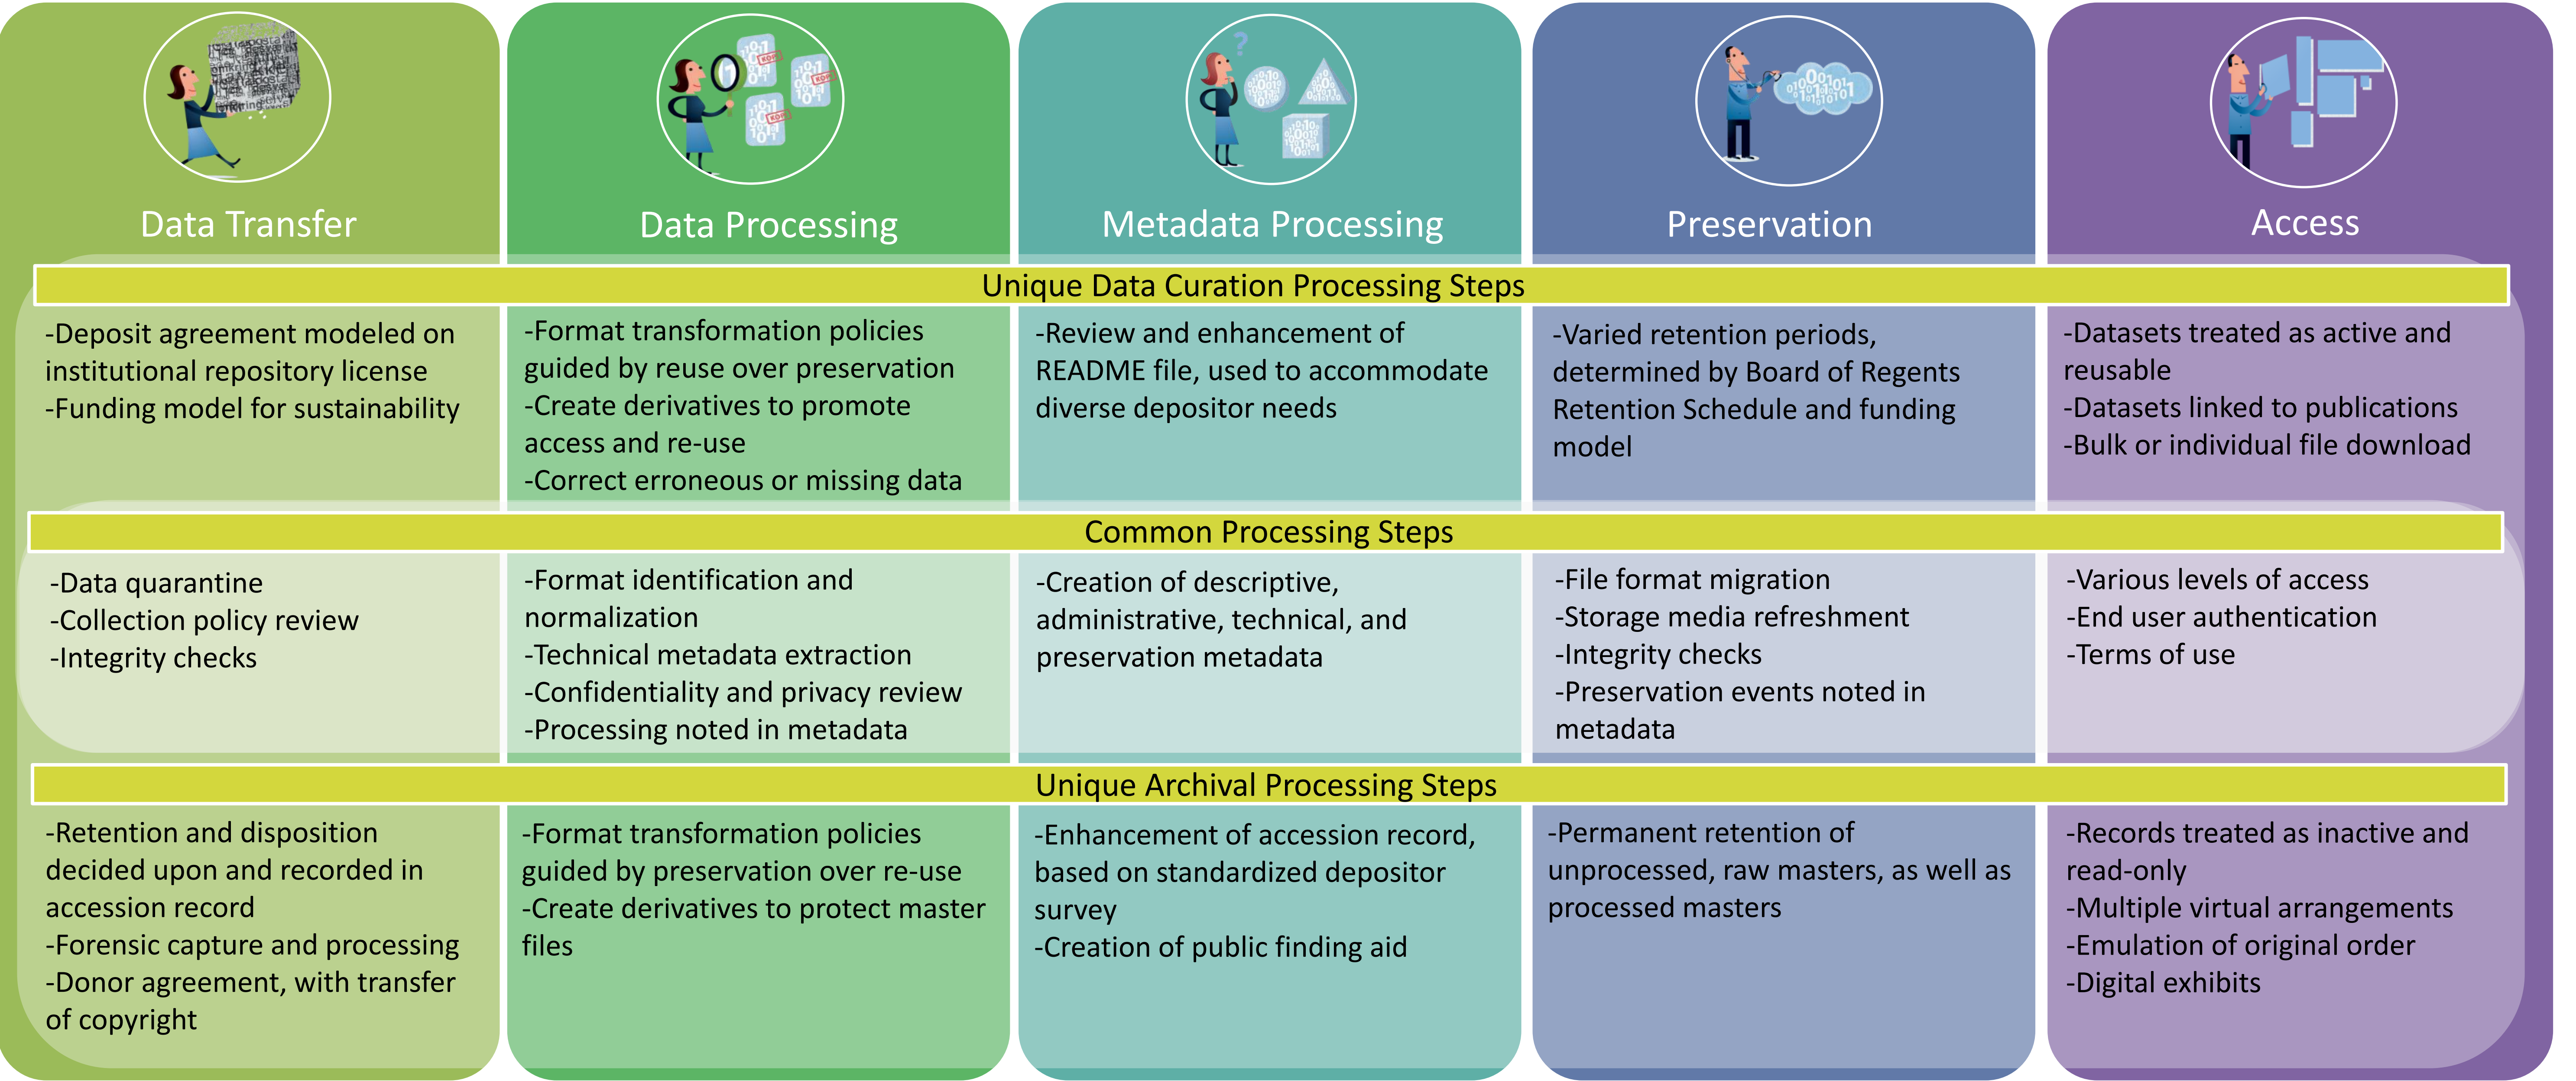 Data Transfer
Data Processing
Metadata Processing
Preservation
Access
Unique Data Curation Processing Steps
-Deposit agreement modeled on
institutional repository license
-Funding model for sustainability
-Format transformation policies
guided by reuse over preservation
-Create derivatives to promote
access and re-use
-Correct erroneous or missing data
-Review and enhancement of
README file, used to accommodate
diverse depositor needs
-Varied retention periods,
determined by Board of Regents
Retention Schedule and funding
model
-Datasets treated as active and
reusable
-Datasets linked to publications
-Bulk or individual file download
Common Processing Steps
-Data quarantine
-Collection policy review
-Integrity checks
-Format identification and
normalization
-Technical metadata extraction
-Confidentiality and privacy review
-Processing noted in metadata
-Creation of descriptive,
administrative, technical, and
preservation metadata
-File format migration
-Storage media refreshment
-Integrity checks
-Preservation events noted in
metadata
-Various levels of access
-End user authentication
-Terms of use
Unique Archival Processing Steps
-Retention and disposition
decided upon and recorded in
accession record
-Forensic capture and processing
-Donor agreement, with transfer
of copyright
-Format transformation policies
guided by preservation over re-use
-Create derivatives to protect master
files
-Enhancement of accession record,
based on standardized depositor
survey
-Creation of public finding aid
-Permanent retention of
unprocessed, raw masters, as well as
processed masters
-Records treated as inactive and
read-only
-Multiple virtual arrangements
-Emulation of original order
-Digital exhibits